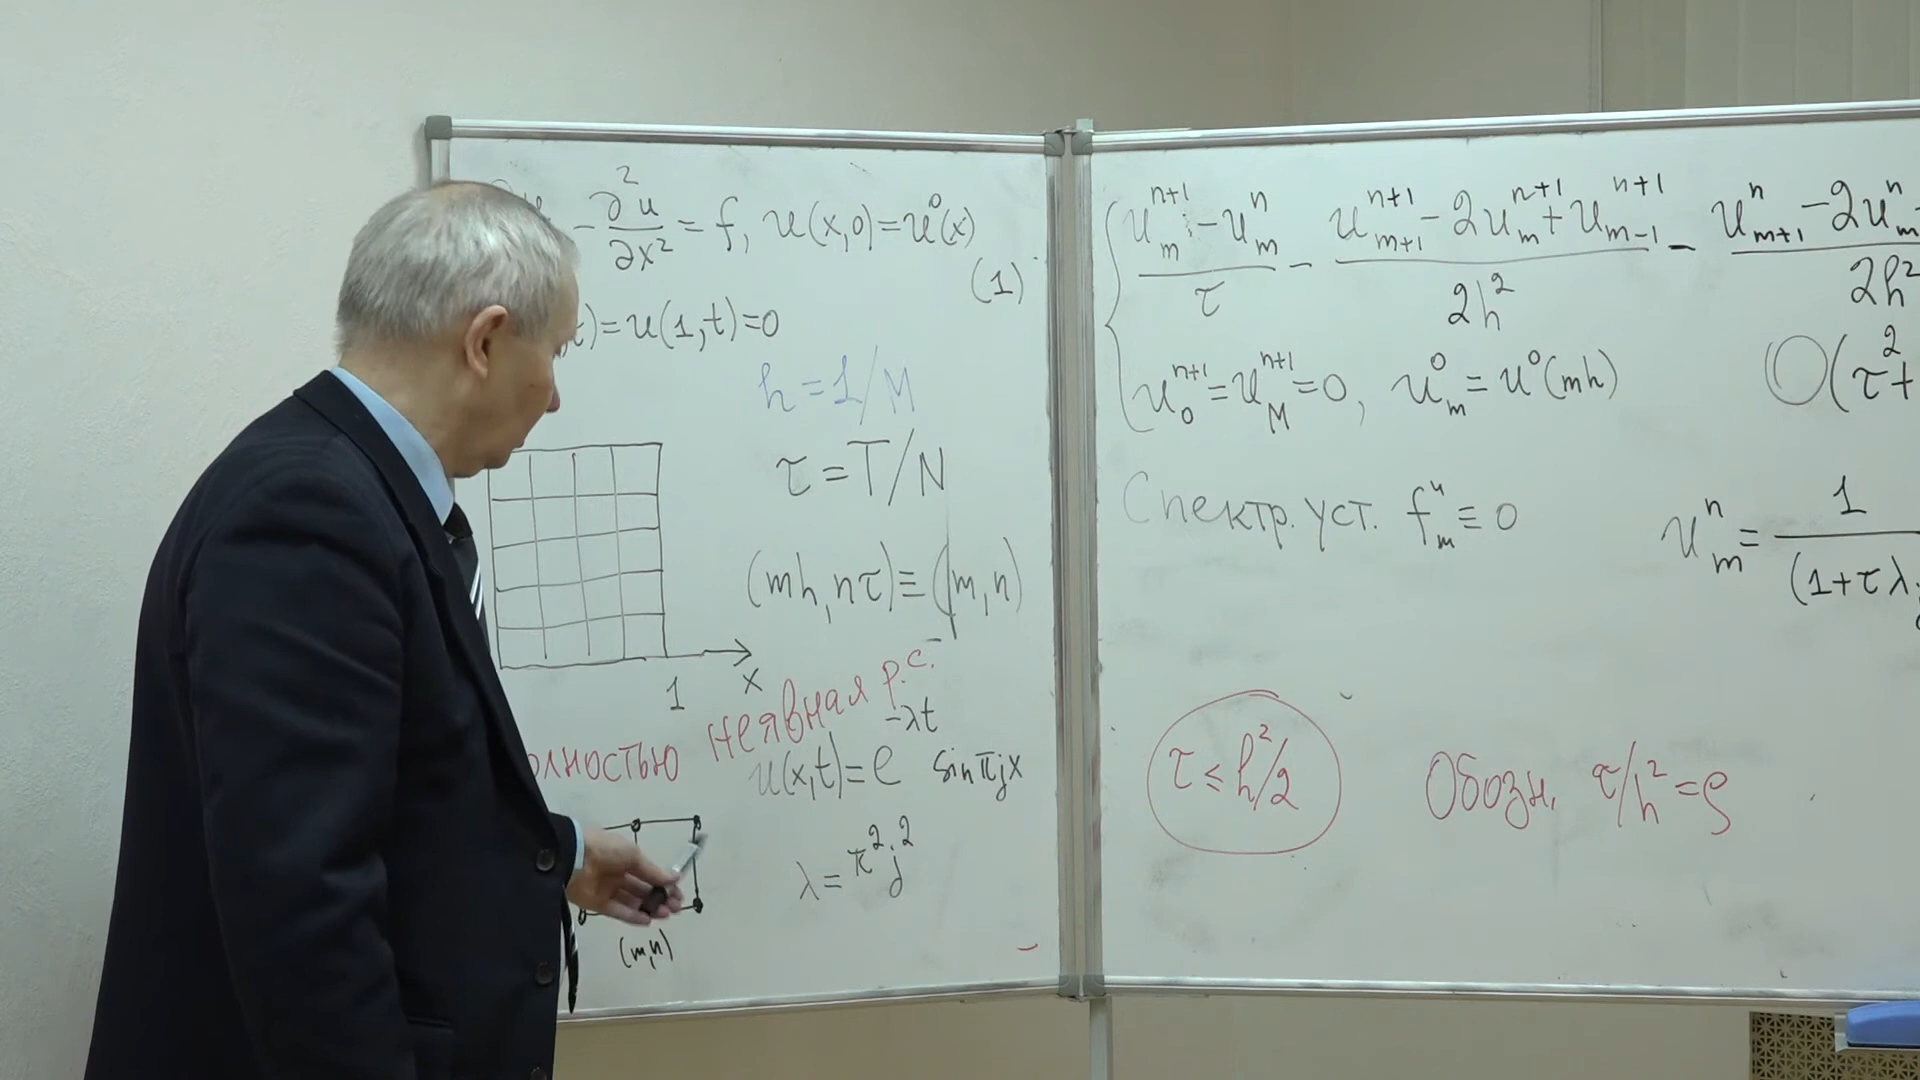 − ∂²u/∂x² = f, u(x,0) = u⁰(x)
(1)
t) = u(1,t) = 0
h = 1/M
τ = T/N
(mh, nτ) ≡ (m, n)
1
x
олностью неявная р.с.
u(x,t) = e^{−λt} sin πjx
λ = π²j²
(m,n)
(u_m^{n+1} − u_m^n)/τ − (u_{m+1}^{n+1} − 2u_m^{n+1} + u_{m−1}^{n+1})/2h² − (u_{m+1}^n − 2u_m^n)/2h²
u_0^{n+1} = u_M^{n+1} = 0, u_m^0 = u⁰(mh)
O(τ² +
Спектр. уст. f_m^n ≡ 0
u_m^n = 1/(1+τλ_j
τ ≤ h²/2
Обозн. τ/h² = ρ